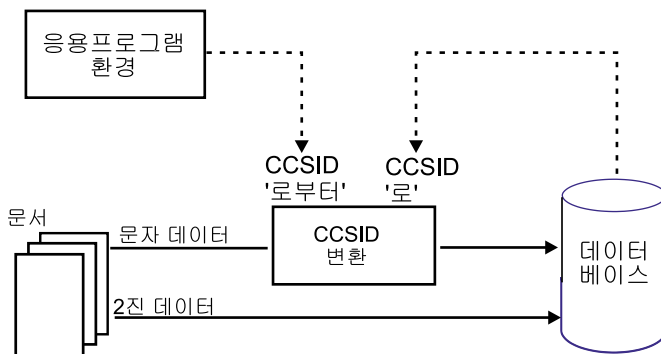 응용프로그램
환경
CCSID
'로부터'
CCSID
'로'
문서
문자 데이터
CCSID
변환
데이터
베이스
2진 데이터